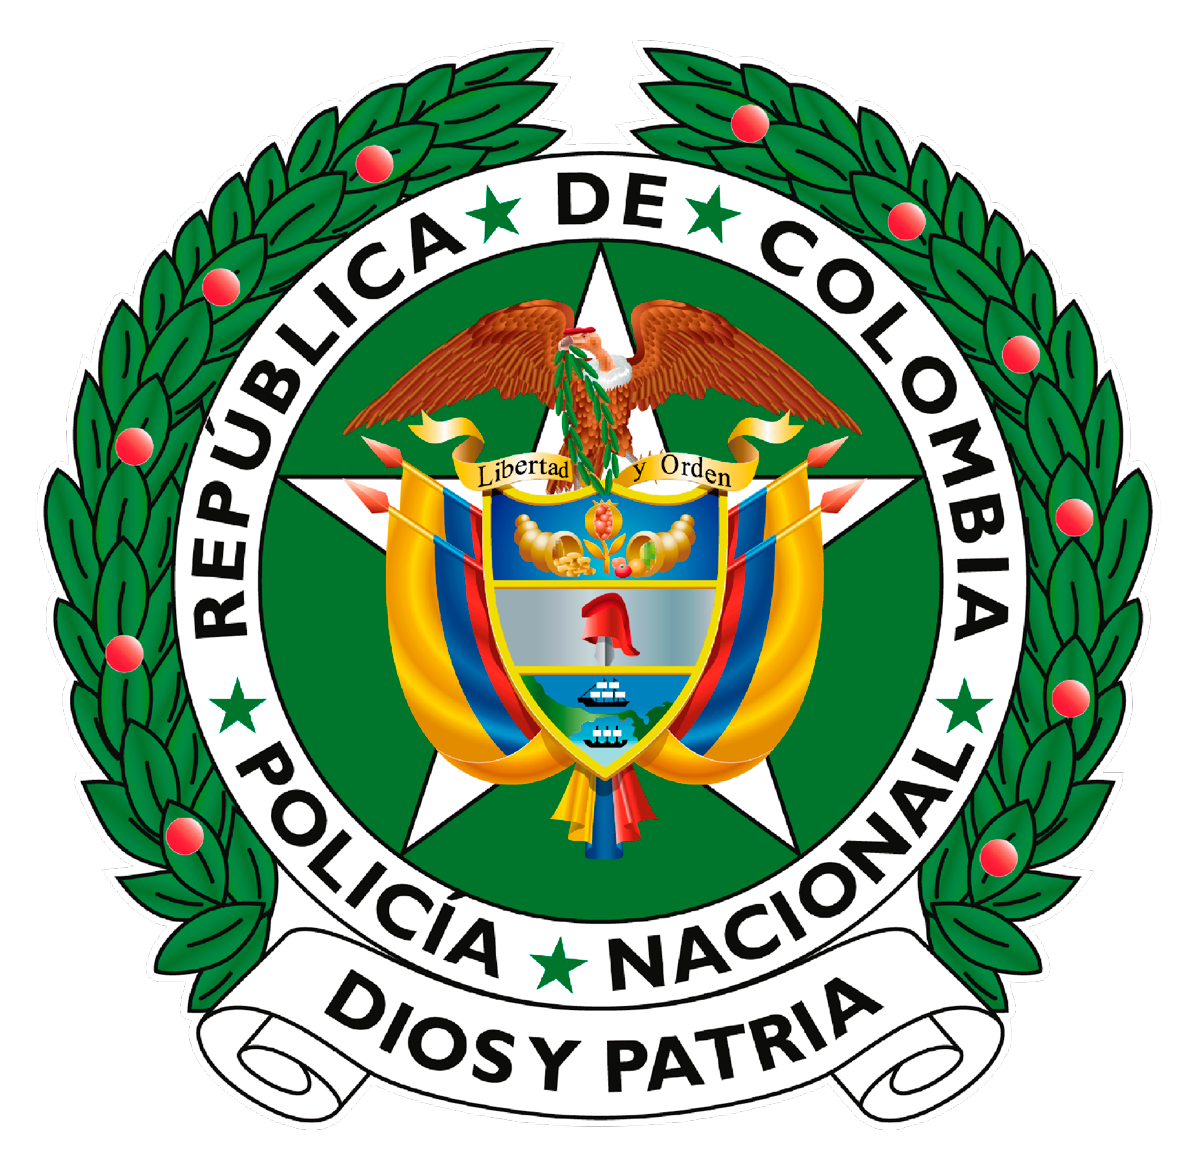 REPÚBLICA ★ DE ★ COLOMBIA
Libertad y Orden
★ POLICÍA ★ NACIONAL ★
DIOS Y PATRIA